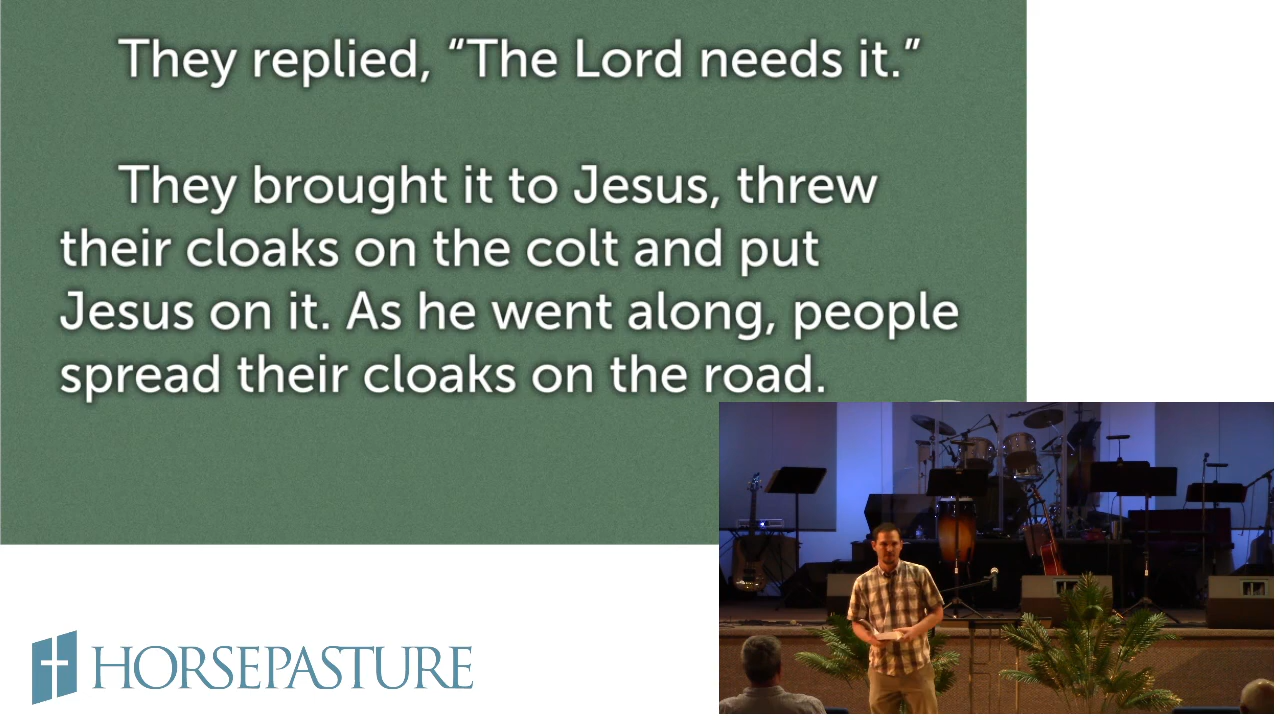 They replied, “The Lord needs it.”
They brought it to Jesus, threw
their cloaks on the colt and put
Jesus on it. As he went along, people
spread their cloaks on the road.
HORSEPASTURE